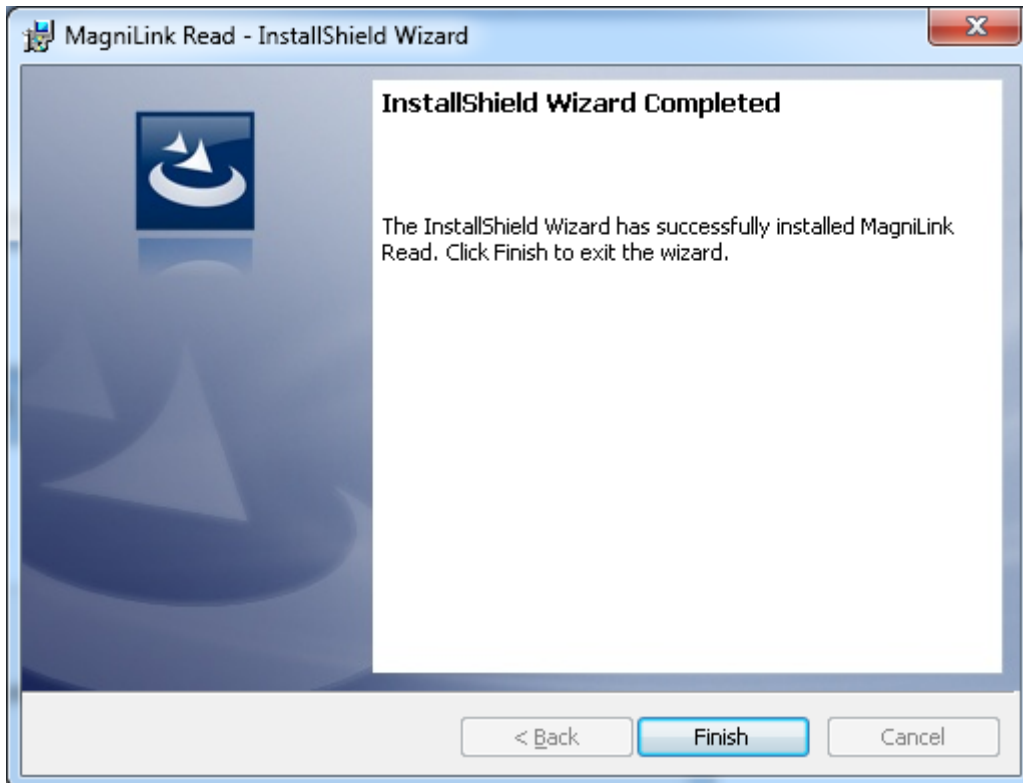 MagniLink Read - InstallShield Wizard
InstallShield Wizard Completed
The InstallShield Wizard has successfully installed MagniLink
Read. Click Finish to exit the wizard.
< Back
Finish
Cancel